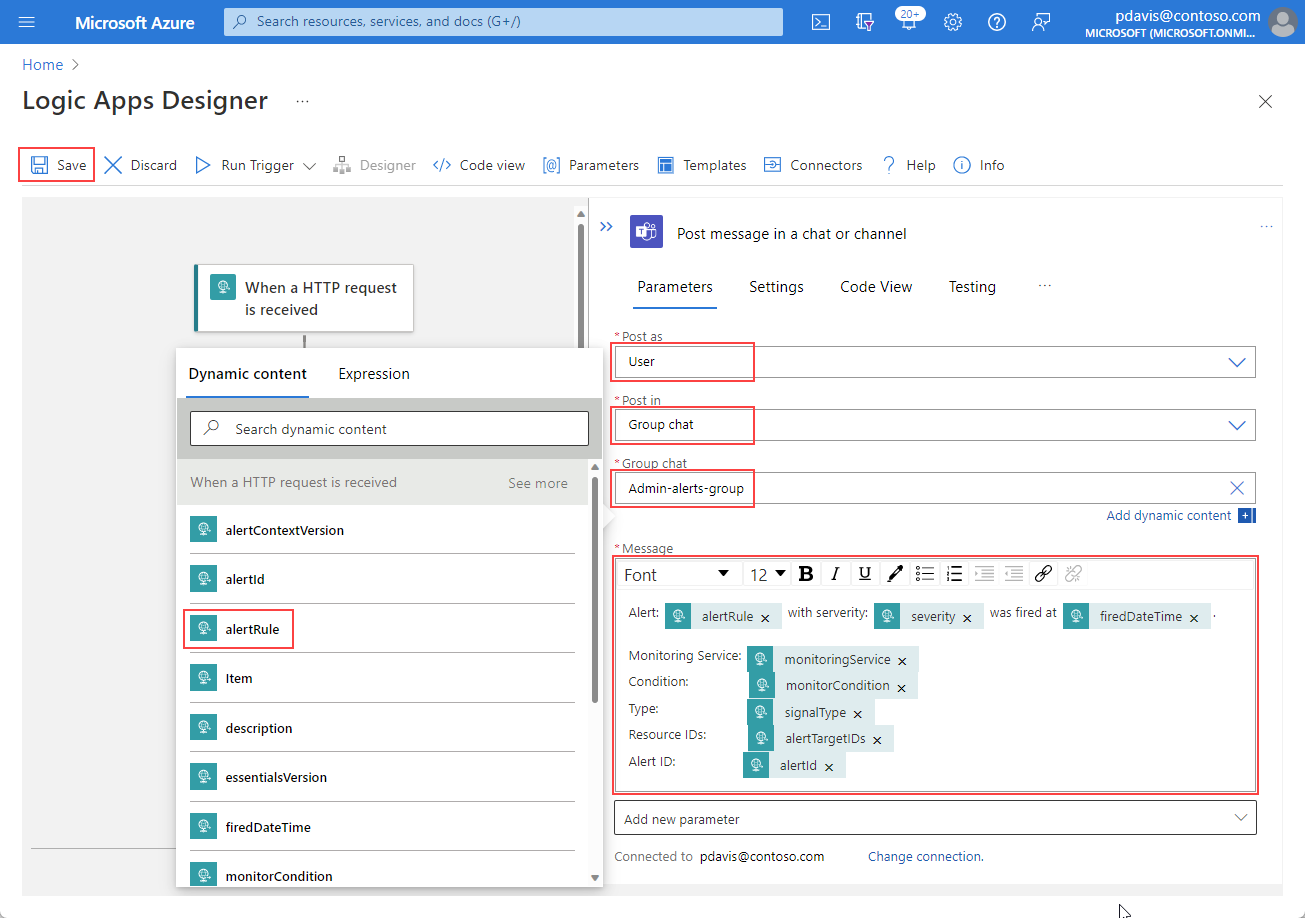 Microsoft Azure
Search resources, services, and docs (G+/)
20+
pdavis@contoso.com
MICROSOFT (MICROSOFT.ONMI...
Home >
Logic Apps Designer ...
Save Discard Run Trigger Designer Code view Parameters Templates Connectors Help Info
When a HTTP request
is received
Dynamic content Expression
Search dynamic content
When a HTTP request is received See more
alertContextVersion
alertId
alertRule
Item
description
essentialsVersion
firedDateTime
monitorCondition
Post message in a chat or channel
Parameters Settings Code View Testing ...
* Post as
User
* Post in
Group chat
* Group chat
Admin-alerts-group
Add dynamic content
* Message
Font 12 B I U
Alert: alertRule × with serverity: severity × was fired at firedDateTime × .
Monitoring Service: monitoringService ×
Condition: monitorCondition ×
Type: signalType ×
Resource IDs: alertTargetIDs ×
Alert ID: alertId ×
Add new parameter
Connected to pdavis@contoso.com Change connection.